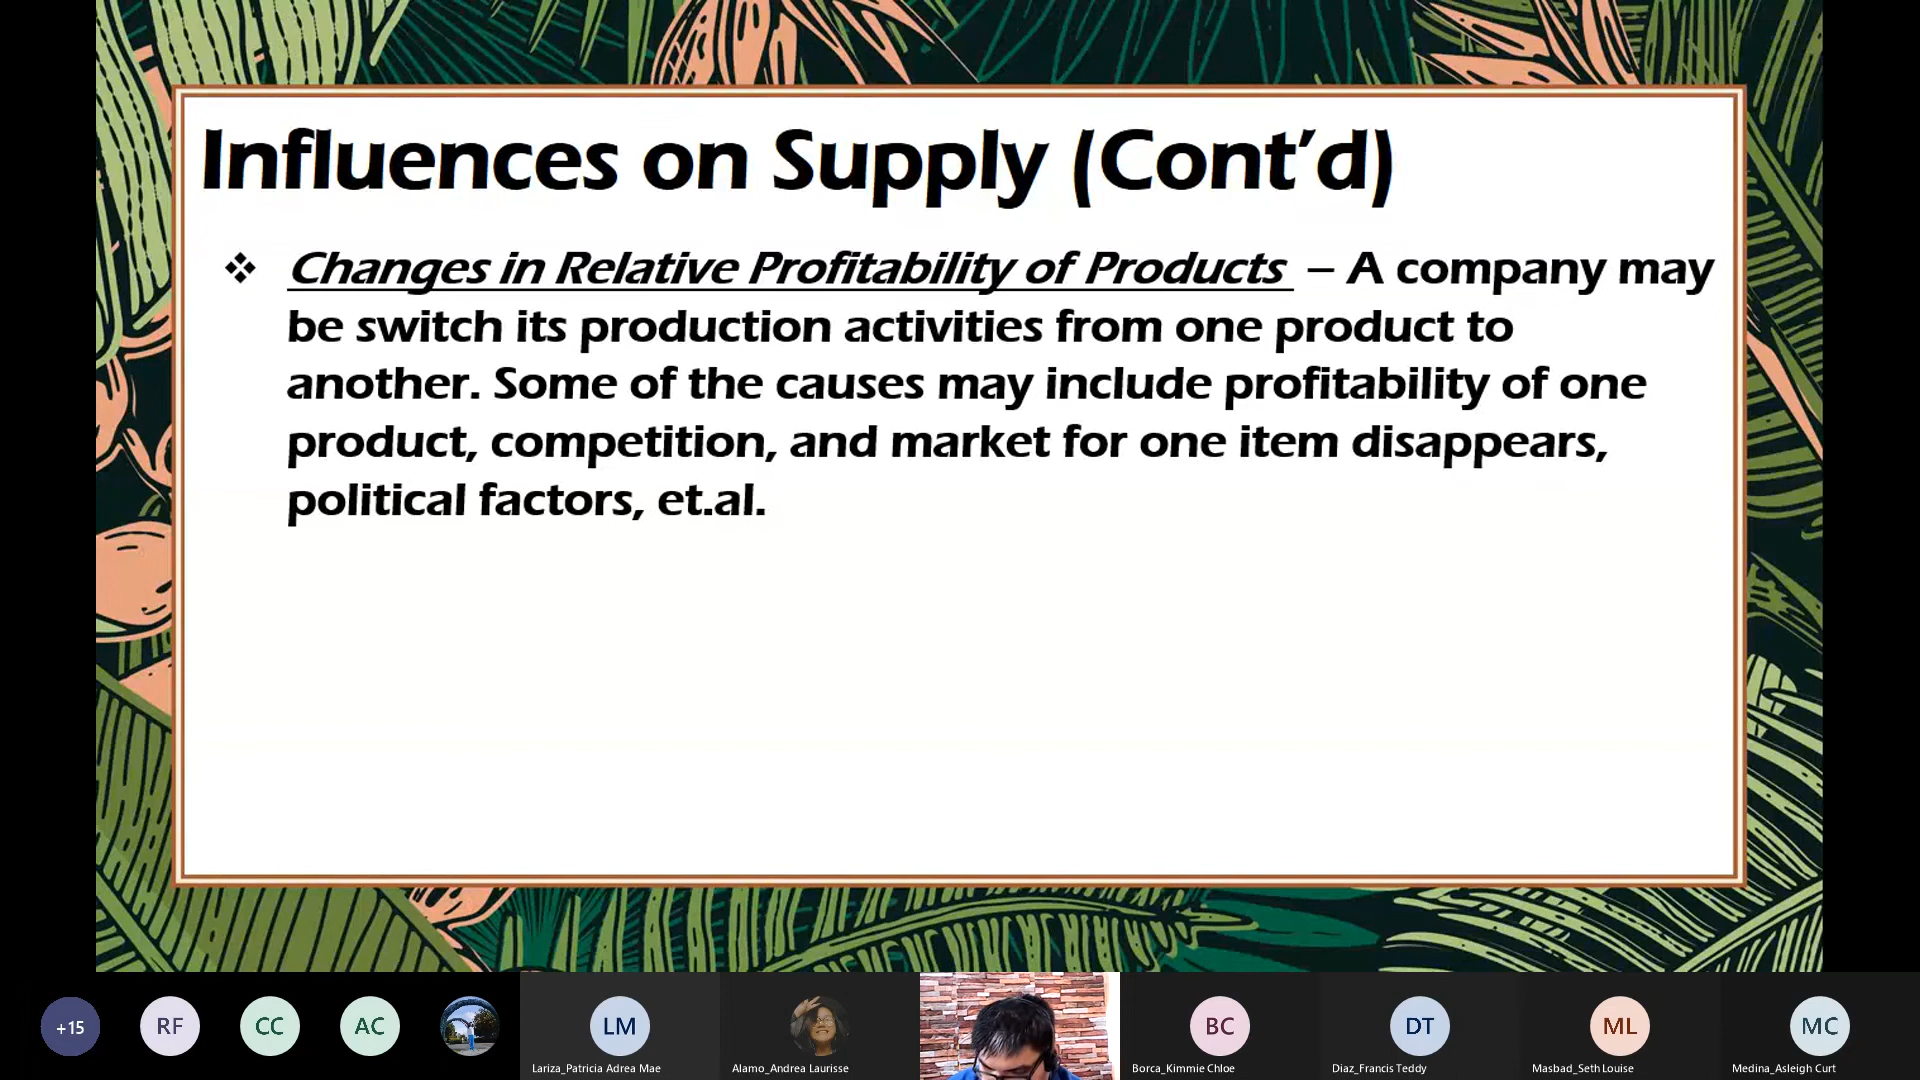 Influences on Supply (Cont’d)
❖ Changes in Relative Profitability of Products – A company may
be switch its production activities from one product to
another. Some of the causes may include profitability of one
product, competition, and market for one item disappears,
political factors, et.al.
+15
RF
CC
AC
LM
BC
DT
ML
MC
Lariza_Patricia Adrea Mae
Alamo_Andrea Laurisse
Borca_Kimmie Chloe
Diaz_Francis Teddy
Masbad_Seth Louise
Medina_Asleigh Curt